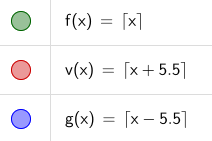 f(x) = ⌈x⌉
v(x) = ⌈x + 5.5⌉
g(x) = ⌈x − 5.5⌉